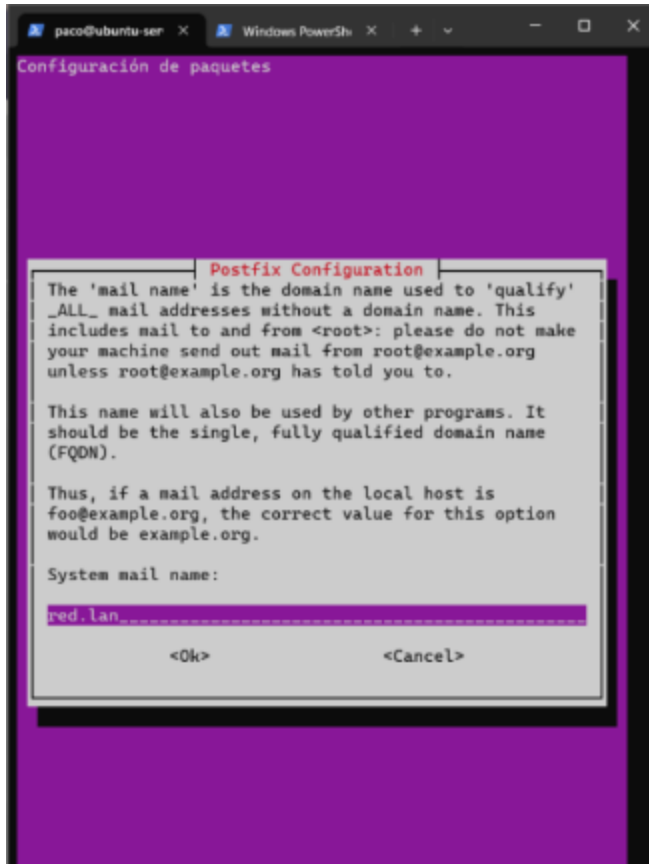 paco@ubuntu-ser
Windows PowerSh
Configuración de paquetes
Postfix Configuration
The 'mail name' is the domain name used to 'qualify'
_ALL_ mail addresses without a domain name. This
includes mail to and from <root>: please do not make
your machine send out mail from root@example.org
unless root@example.org has told you to.
This name will also be used by other programs. It
should be the single, fully qualified domain name
(FQDN).
Thus, if a mail address on the local host is
foo@example.org, the correct value for this option
would be example.org.
System mail name:
red.lan
<Ok> <Cancel>